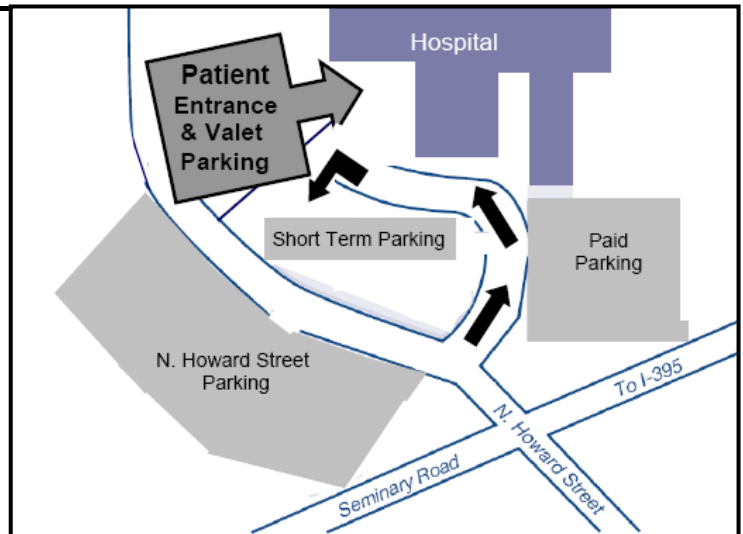 Hospital
Patient
Entrance
& Valet
Parking
Short Term Parking
Paid
Parking
N. Howard Street
Parking
To I-395
N. Howard Street
Seminary Road